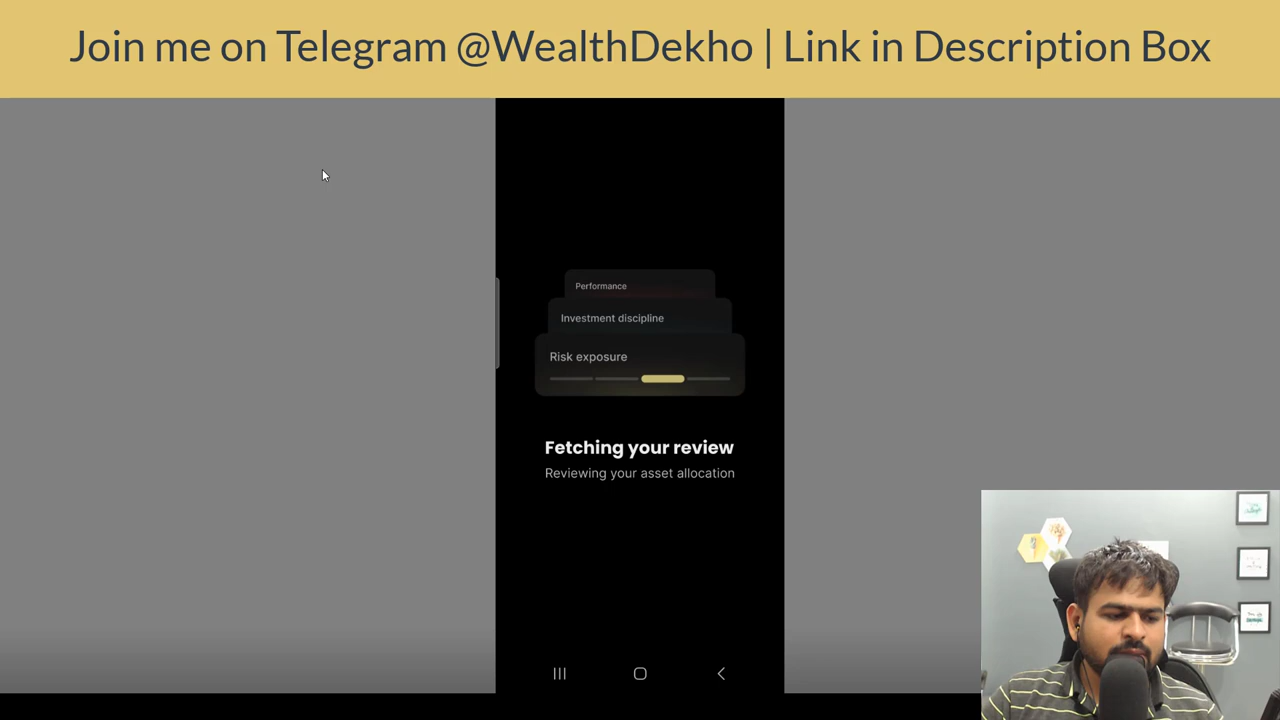 Join me on Telegram @WealthDekho | Link in Description Box
Performance
Investment discipline
Risk exposure
Fetching your review
Reviewing your asset allocation